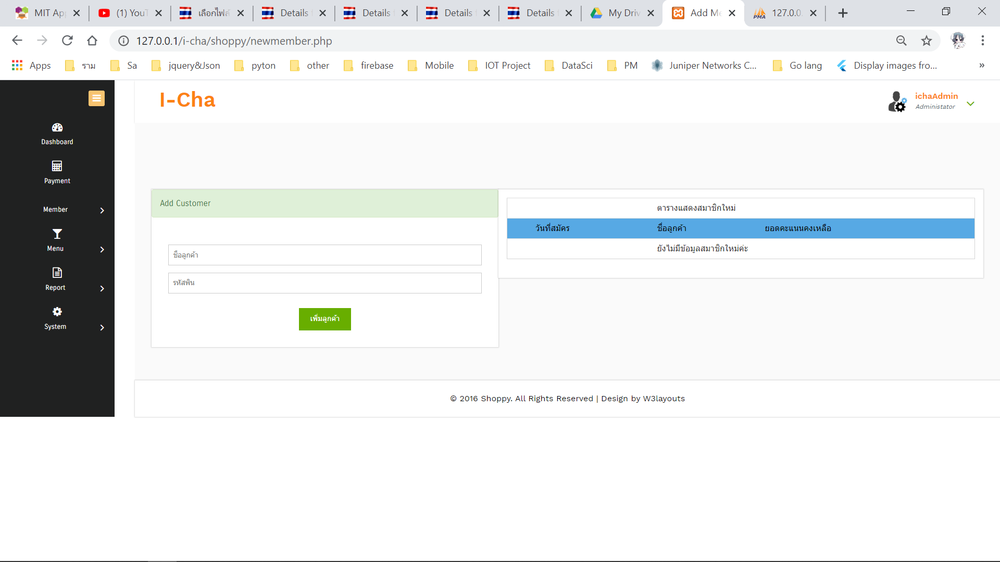 MIT Ap
(1) You
เลือกไฟล์
Details
Details
Details
Details
My Driv
Add Me
PMA
127.0.0.
127.0.0.1/i-cha/shoppy/newmember.php
Apps
ราม
Sa
jquery&Json
pyton
other
firebase
Mobile
IOT Project
DataSci
PM
Juniper Networks C...
Go lang
Display images fro...
»
I-Cha
ichaAdmin
Administator
Dashboard
Payment
Member
Menu
Report
System
Add Customer
ชื่อลูกค้า
รหัสพิน
เพิ่มลูกค้า
ตารางแสดงสมาชิกใหม่
วันที่สมัคร ชื่อลูกค้า ยอดคะแนนคงเหลือ
ยังไม่มีข้อมูลสมาชิกใหม่ค่ะ
© 2016 Shoppy. All Rights Reserved | Design by W3layouts